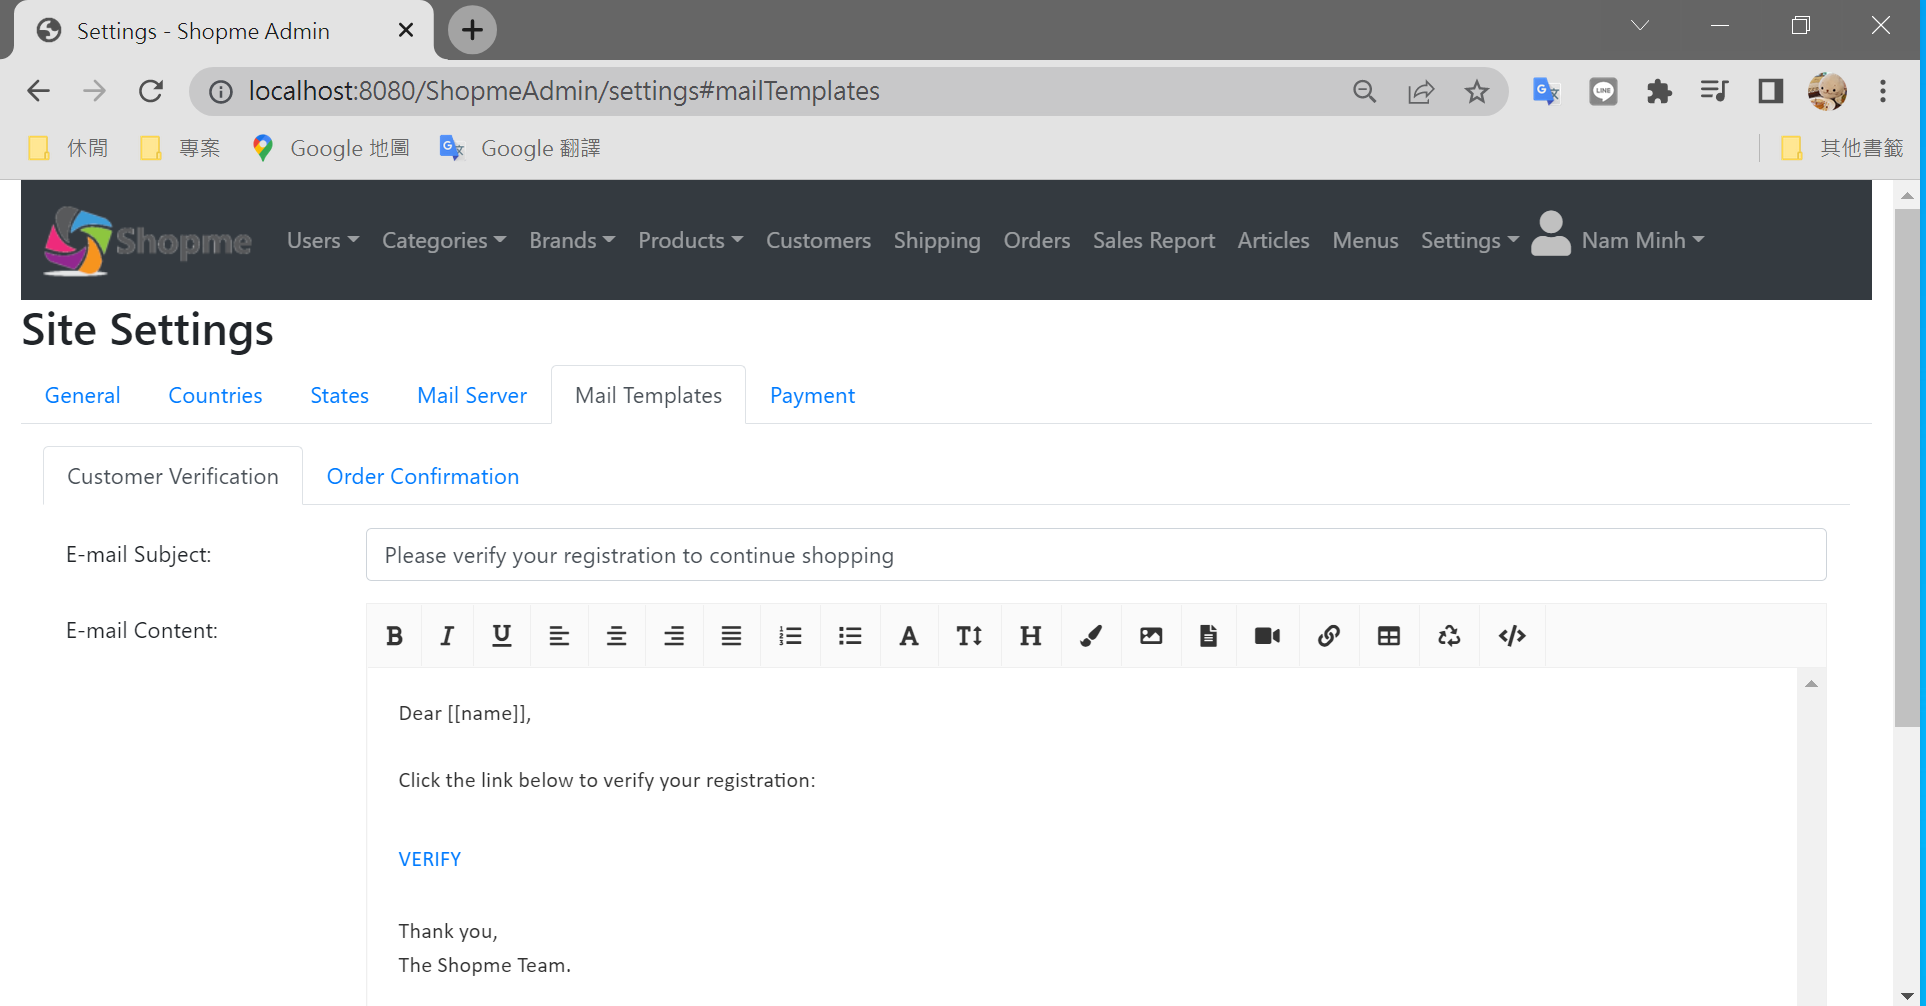 Settings - Shopme Admin
localhost:8080/ShopmeAdmin/settings#mailTemplates
休閒 專案 Google 地圖 Google 翻譯 其他書籤
Shopme Users Categories Brands Products Customers Shipping Orders Sales Report Articles Menus Settings Nam Minh
Site Settings
General Countries States Mail Server Mail Templates Payment
Customer Verification Order Confirmation
E-mail Subject: Please verify your registration to continue shopping
E-mail Content:
Dear [[name]],
Click the link below to verify your registration:
VERIFY
Thank you,
The Shopme Team.